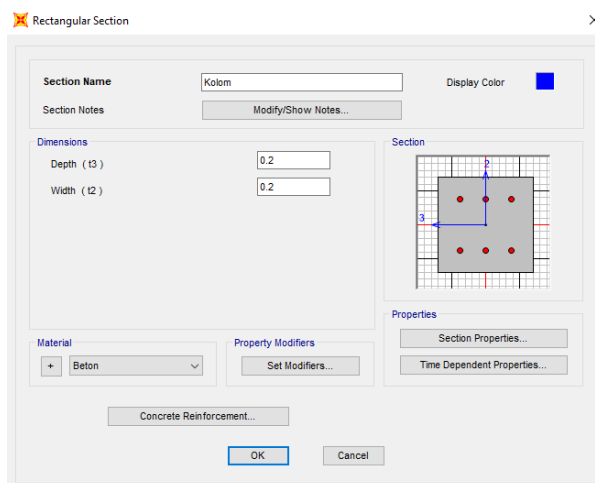 Rectangular Section
Section Name Kolom Display Color
Section Notes Modify/Show Notes...
Dimensions
Depth ( t3 ) 0.2
Width ( t2 ) 0.2
Section
2
3
Properties
Section Properties...
Time Dependent Properties...
Material
+ Beton
Property Modifiers
Set Modifiers...
Concrete Reinforcement...
OK Cancel